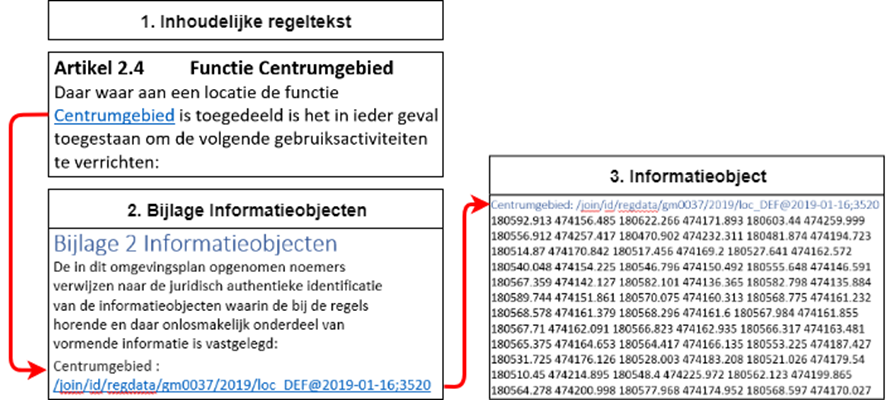 1. Inhoudelijke regeltekst
Artikel 2.4 Functie Centrumgebied
Daar waar aan een locatie de functie
Centrumgebied is toegedeeld is het in ieder geval
toegestaan om de volgende gebruiksactiviteiten
te verrichten:
2. Bijlage Informatieobjecten
Bijlage 2 Informatieobjecten
De in dit omgevingsplan opgenomen noemers
verwijzen naar de juridisch authentieke identificatie
van de informatieobjecten waarin de bij de regels
horende en daar onlosmakelijk onderdeel van
vormende informatie is vastgelegd:
Centrumgebied :
/join/id/regdata/gm0037/2019/loc_DEF@2019-01-16;3520
3. Informatieobject
Centrumgebied: /join/id/regdata/gm0037/2019/loc_DEF@2019-01-16;3520
180592.913 474156.485 180622.266 474171.893 180603.44 474259.999
180556.912 474257.417 180470.902 474232.311 180481.874 474194.723
180514.87 474170.842 180517.456 474169.2 180527.641 474162.572
180540.048 474154.225 180546.796 474150.492 180555.648 474146.591
180567.359 474142.127 180582.101 474136.365 180582.798 474135.884
180589.744 474151.861 180570.075 474160.313 180568.775 474161.232
180568.578 474161.379 180568.296 474161.6 180567.984 474161.855
180567.71 474162.091 180566.823 474162.935 180566.317 474163.481
180565.375 474164.653 180564.417 474166.135 180553.225 474187.427
180531.725 474176.126 180528.003 474183.208 180521.026 474179.54
180510.45 474214.895 180548.4 474225.972 180562.123 474199.865
180564.278 474200.998 180577.968 474174.952 180568.597 474170.027